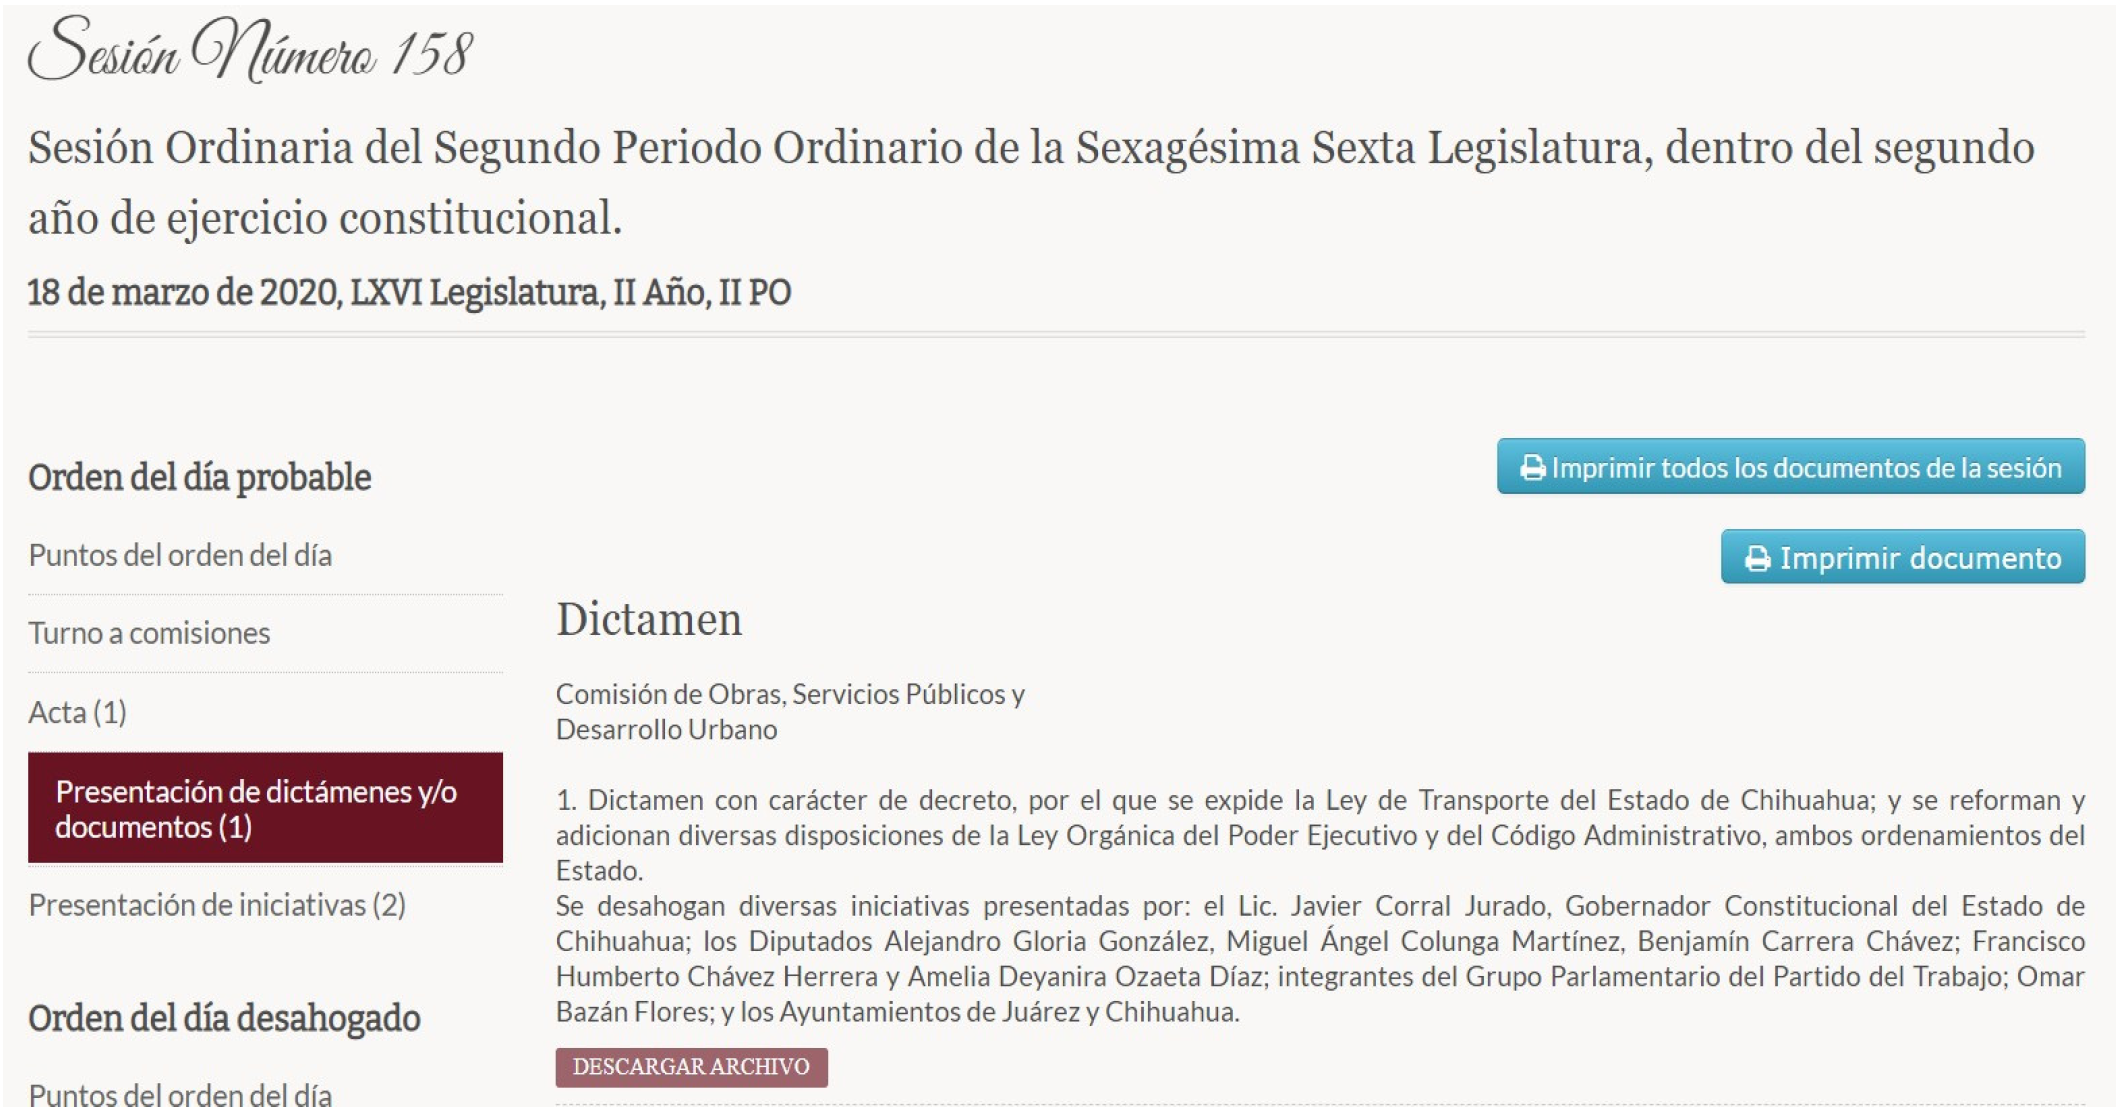 Sesión Número 158
Sesión Ordinaria del Segundo Periodo Ordinario de la Sexagésima Sexta Legislatura, dentro del segundo
año de ejercicio constitucional.
18 de marzo de 2020, LXVI Legislatura, II Año, II PO
Orden del día probable
Puntos del orden del día
Turno a comisiones
Acta (1)
Presentación de dictámenes y/o
documentos (1)
Presentación de iniciativas (2)
Orden del día desahogado
Puntos del orden del día
Imprimir todos los documentos de la sesión
Imprimir documento
Dictamen
Comisión de Obras, Servicios Públicos y
Desarrollo Urbano
1. Dictamen con carácter de decreto, por el que se expide la Ley de Transporte del Estado de Chihuahua; y se reforman y
adicionan diversas disposiciones de la Ley Orgánica del Poder Ejecutivo y del Código Administrativo, ambos ordenamientos del
Estado.
Se desahogan diversas iniciativas presentadas por: el Lic. Javier Corral Jurado, Gobernador Constitucional del Estado de
Chihuahua; los Diputados Alejandro Gloria González, Miguel Ángel Colunga Martínez, Benjamín Carrera Chávez; Francisco
Humberto Chávez Herrera y Amelia Deyanira Ozaeta Díaz; integrantes del Grupo Parlamentario del Partido del Trabajo; Omar
Bazán Flores; y los Ayuntamientos de Juárez y Chihuahua.
DESCARGAR ARCHIVO